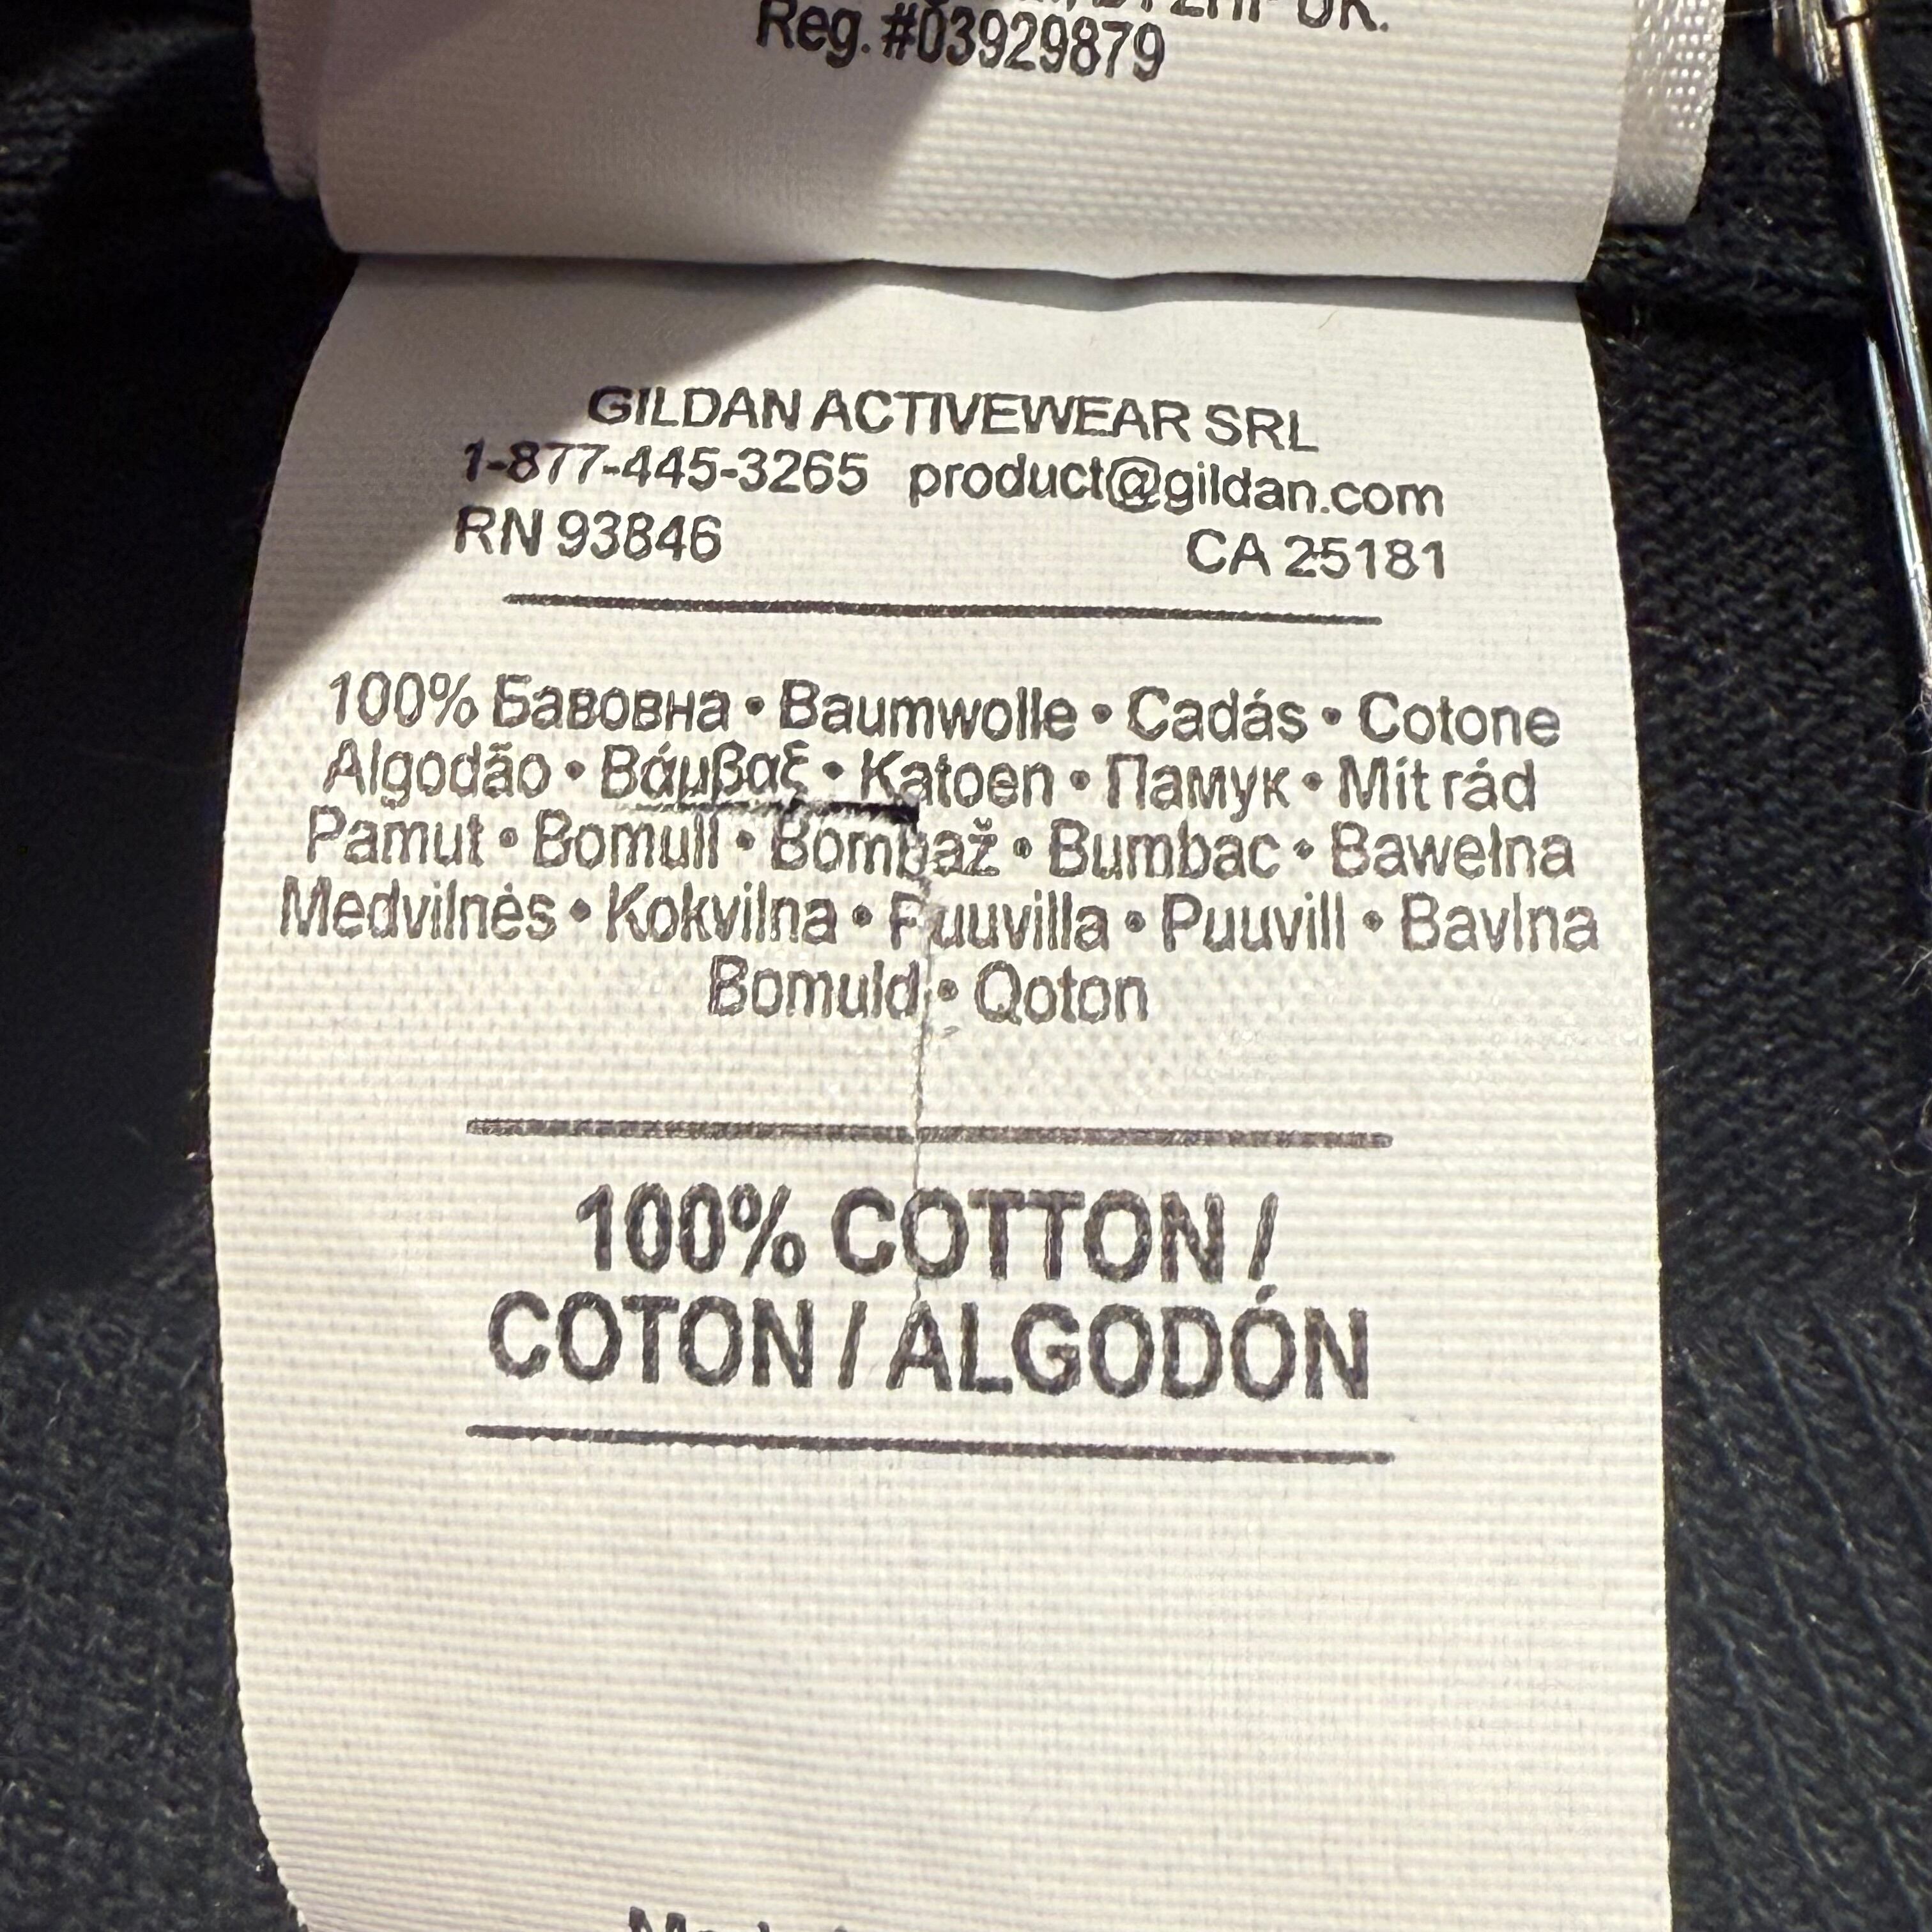 UK.
Reg. #03929879
GILDAN ACTIVEWEAR SRL
1-877-445-3265 product@gildan.com
RN 93846 CA 25181
100% Бавовна • Baumwolle • Cadás • Cotone
Algodão • Βάμβαξ • Katoen • Памук • Mít rád
Pamut • Bomull • Bombaž • Bumbac • Bawełna
Medvilnės • Kokvilna • Puuvilla • Puuvill • Bavlna
Bomuld • Qoton
100% COTTON /
COTON / ALGODÓN